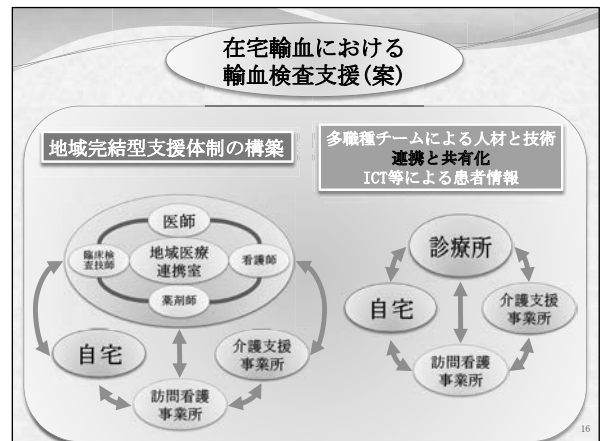 在宅輸血における
輸血検査支援(案)
地域完結型支援体制の構築
多職種チームによる人材と技術
連携と共有化
ICT等による患者情報
医師
臨床検
査技師
地域医療
連携室
看護師
薬剤師
自宅
介護支援
事業所
訪問看護
事業所
診療所
自宅
介護支援
事業所
訪問看護
事業所
16